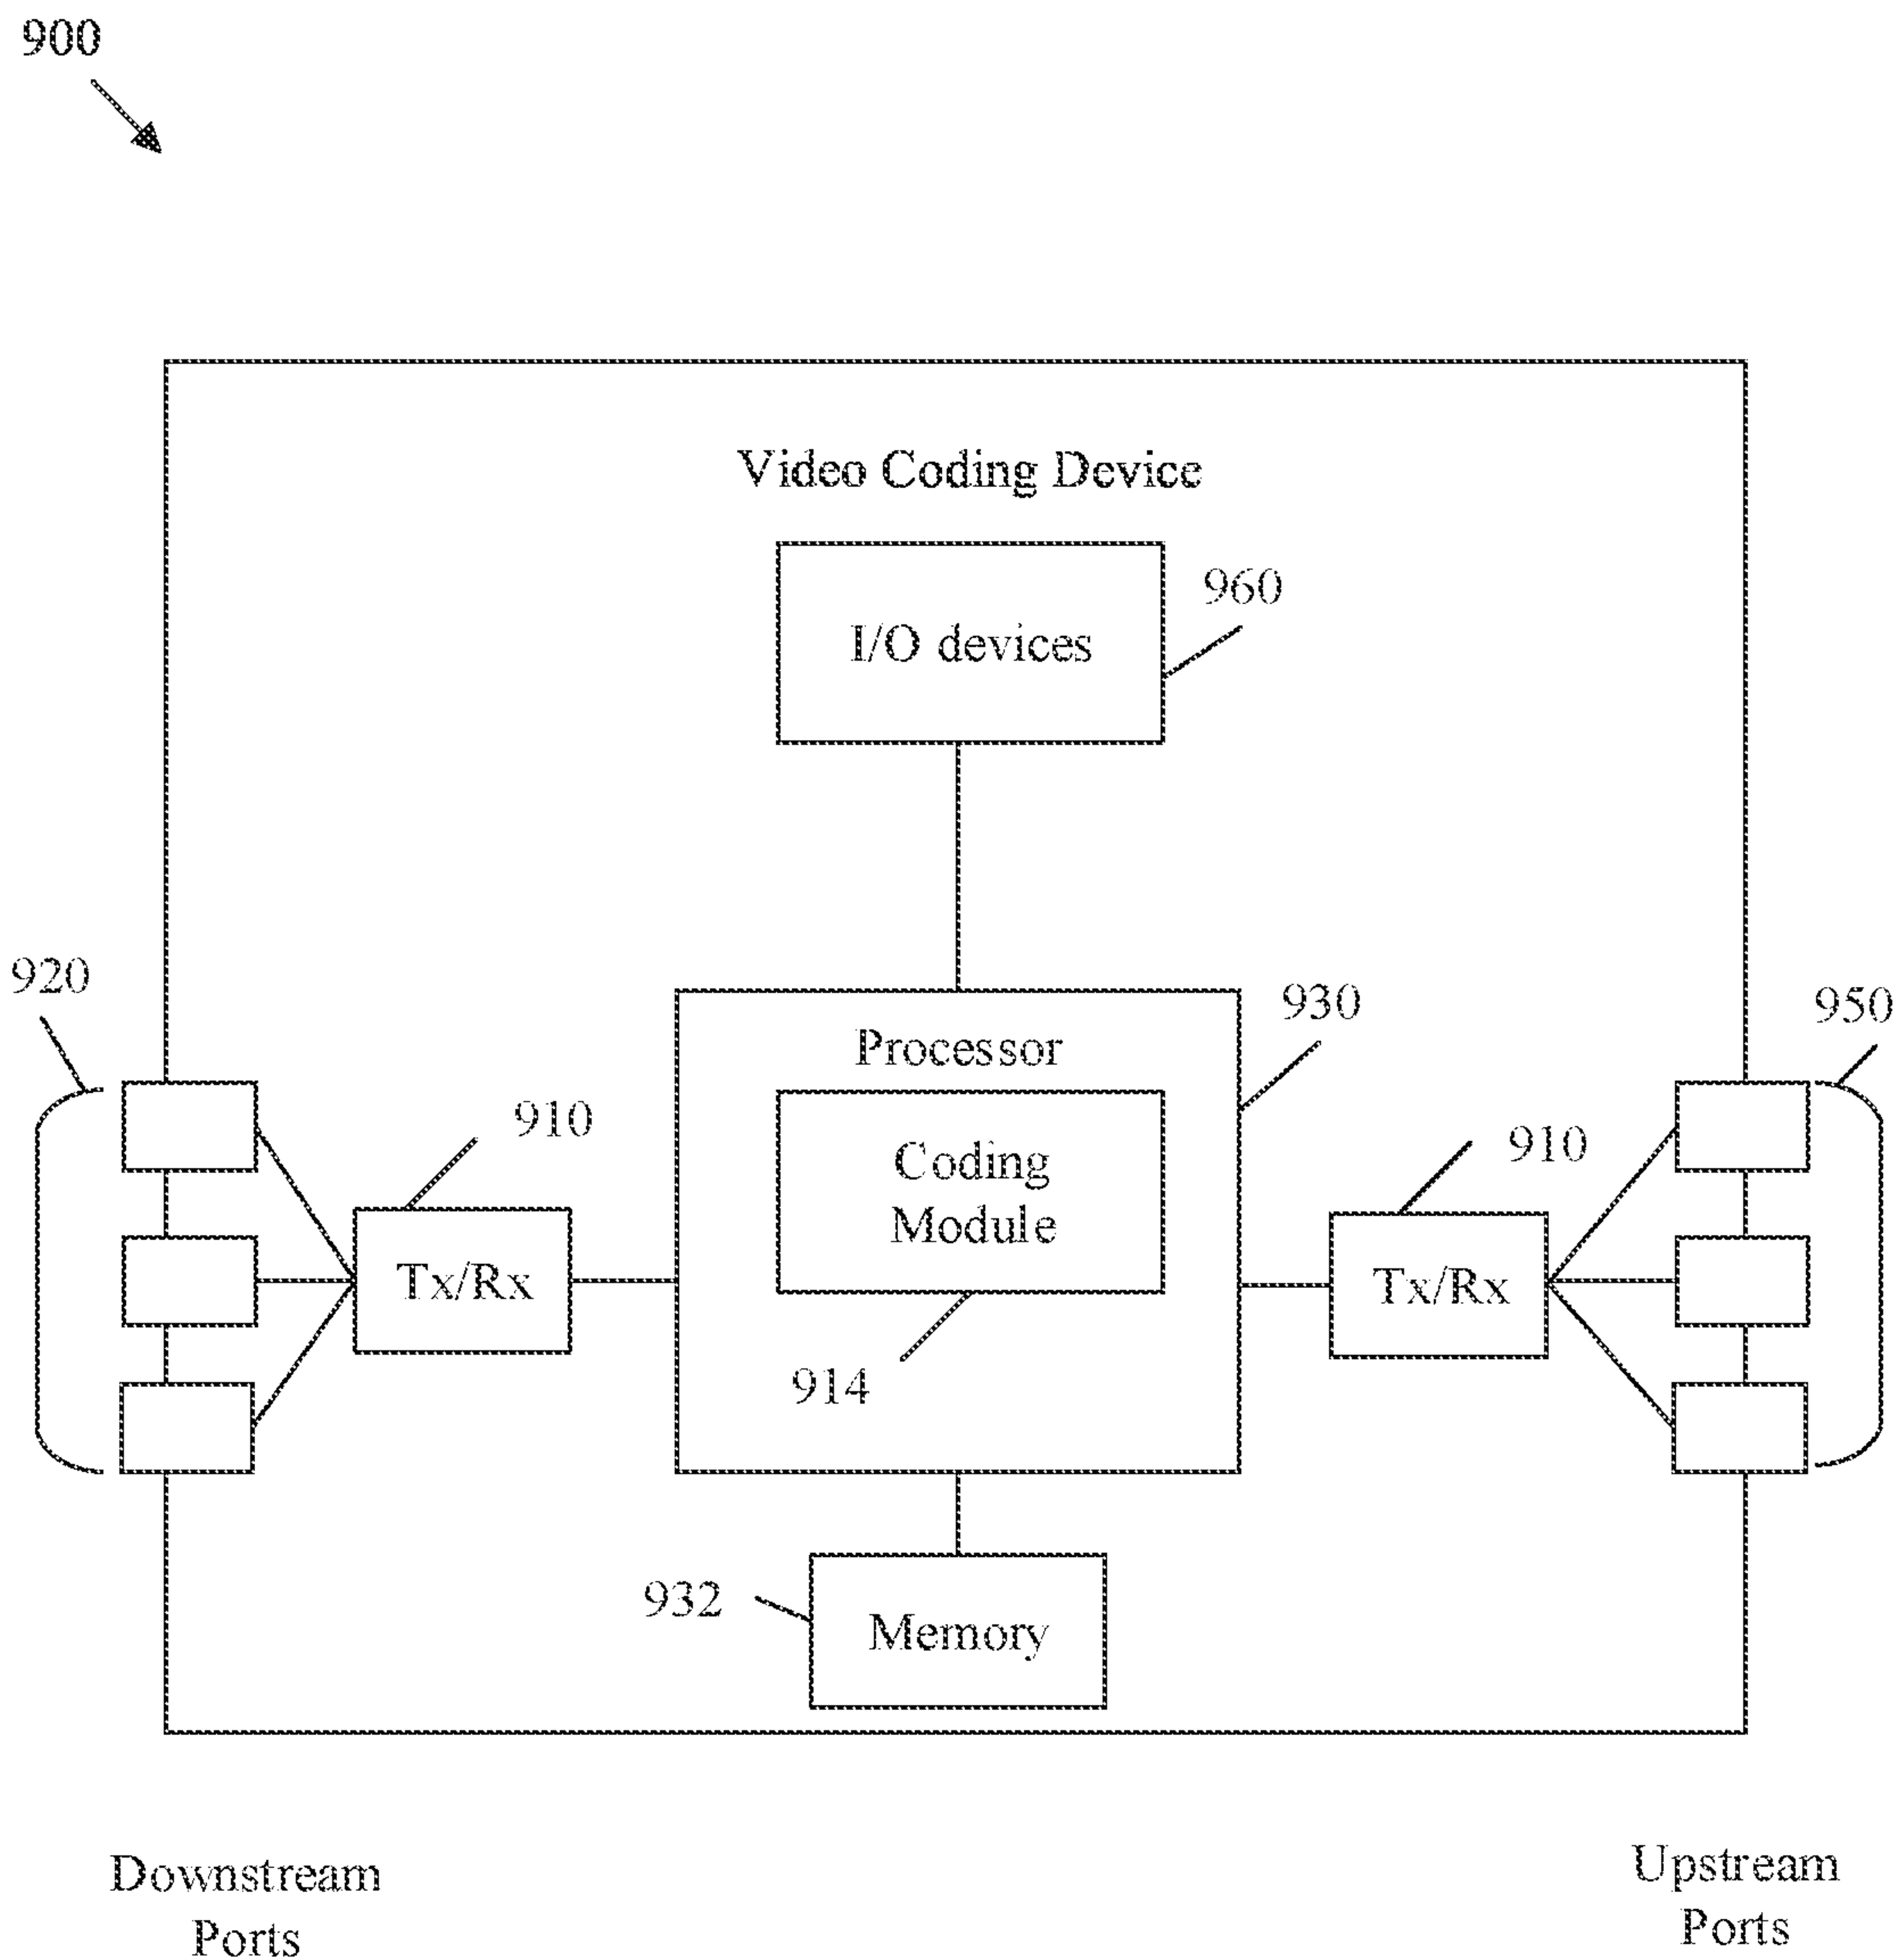 900
Video Coding Device
I/O devices
960
920
Processor
930
950
910
Coding
Module
910
Tx/Rx
Tx/Rx
914
932
Memory
Downstream
Ports
Upstream
Ports